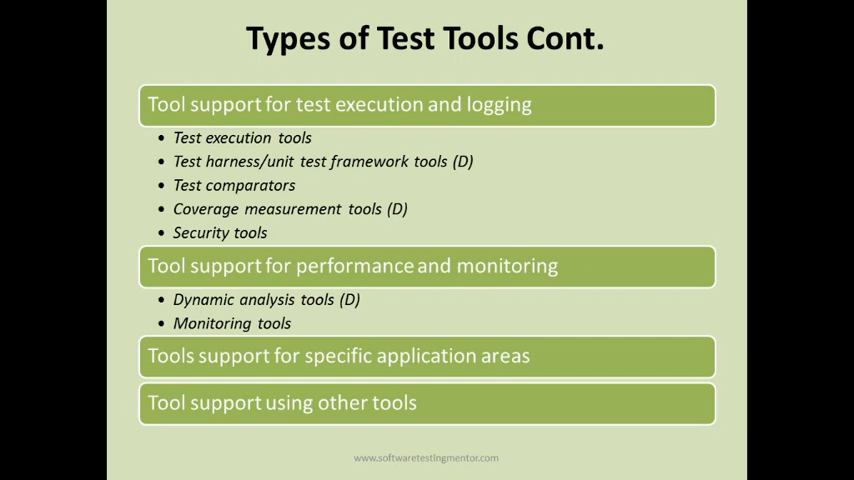 Types of Test Tools Cont.
Tool support for test execution and logging
• Test execution tools
• Test harness/unit test framework tools (D)
• Test comparators
• Coverage measurement tools (D)
• Security tools
Tool support for performance and monitoring
• Dynamic analysis tools (D)
• Monitoring tools
Tools support for specific application areas
Tool support using other tools
www.softwaretestingmentor.com